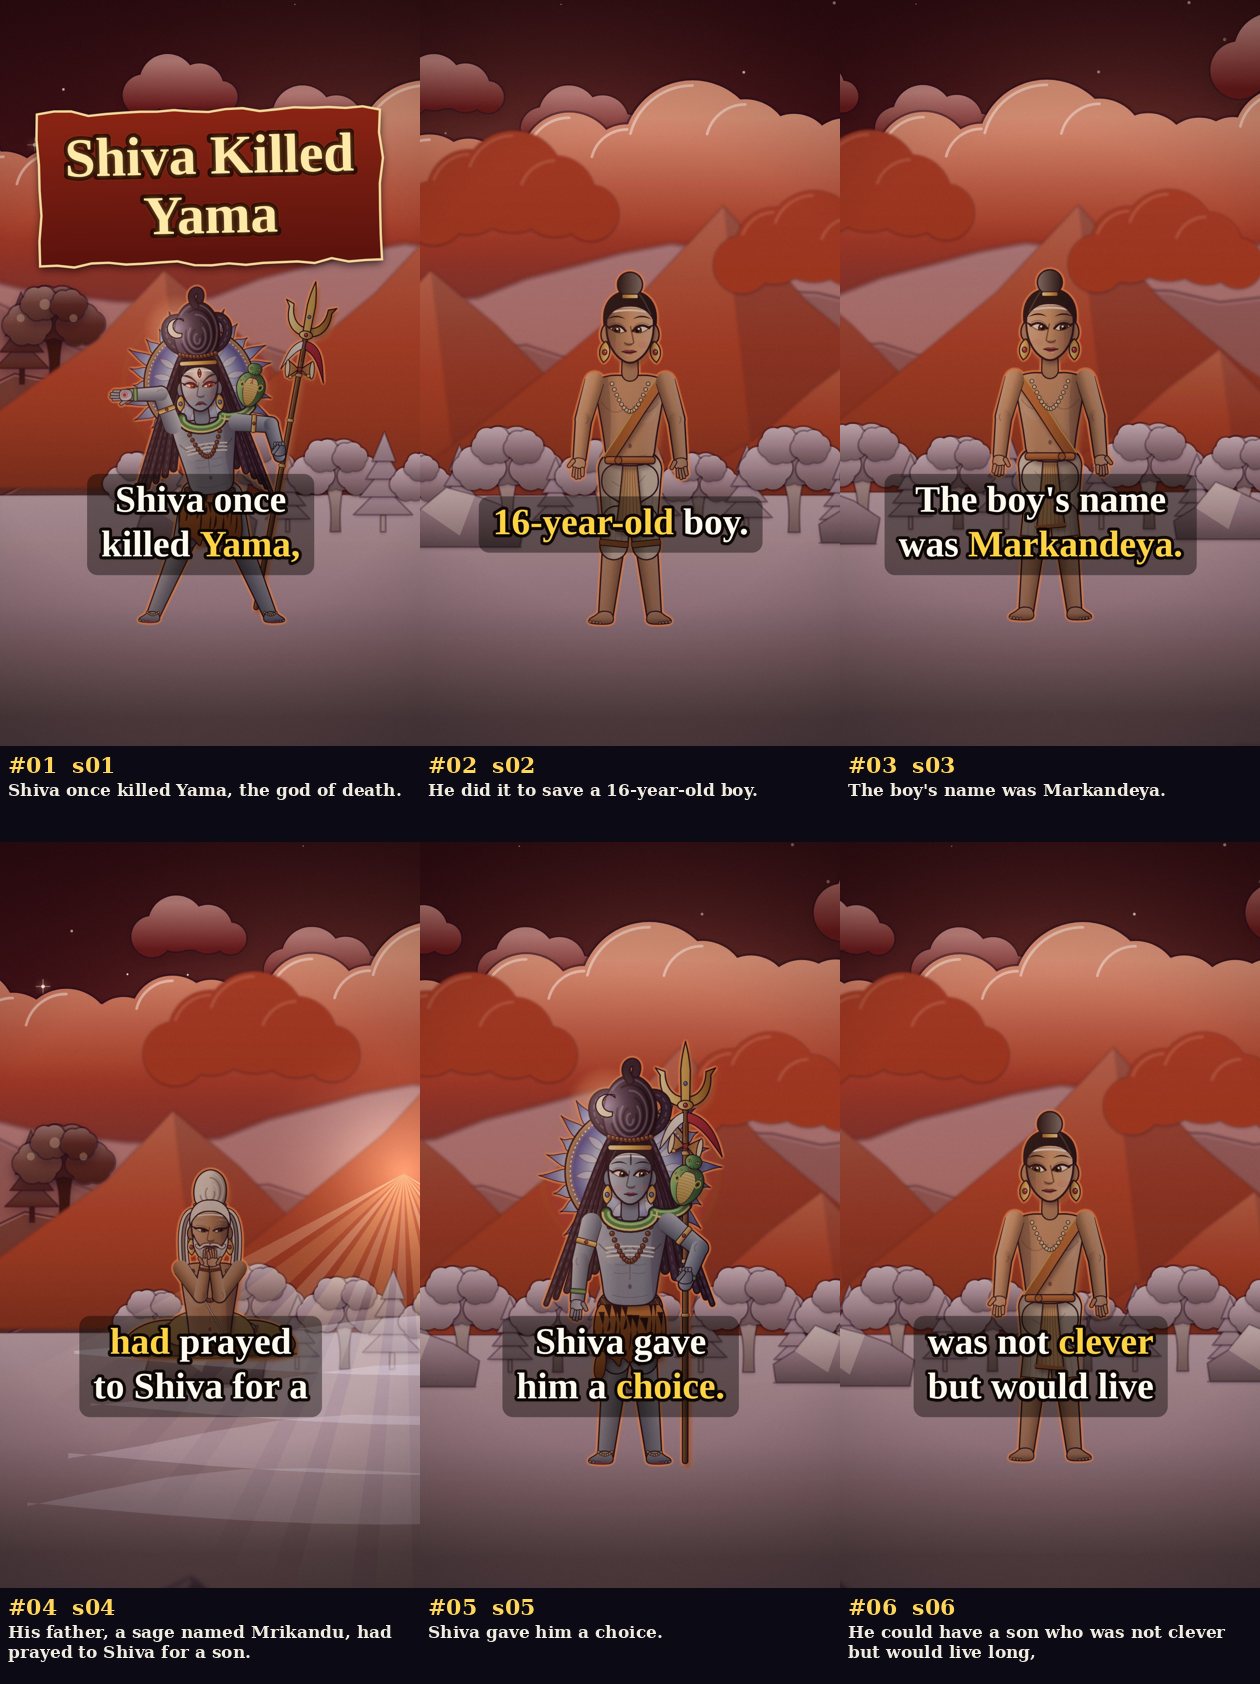 Shiva Killed
Yama
Shiva once
killed Yama,
16-year-old boy.
The boy's name
was Markandeya.
#01 s01
Shiva once killed Yama, the god of death.
#02 s02
He did it to save a 16-year-old boy.
#03 s03
The boy's name was Markandeya.
had prayed
to Shiva for a
Shiva gave
him a choice.
was not clever
but would live
#04 s04
His father, a sage named Mrikandu, had
prayed to Shiva for a son.
#05 s05
Shiva gave him a choice.
#06 s06
He could have a son who was not clever
but would live long,